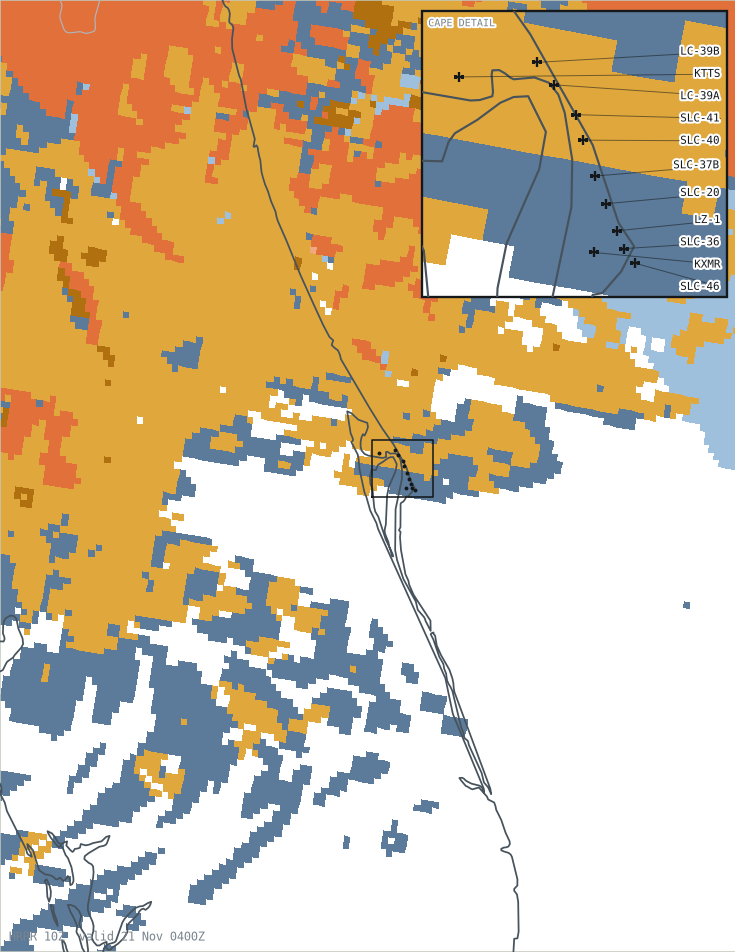 CAPE DETAIL
LC-39B
KTTS
LC-39A
SLC-41
SLC-40
SLC-37B
SLC-20
LZ-1
SLC-36
KXMR
SLC-46
valid 21 Nov 0400Z